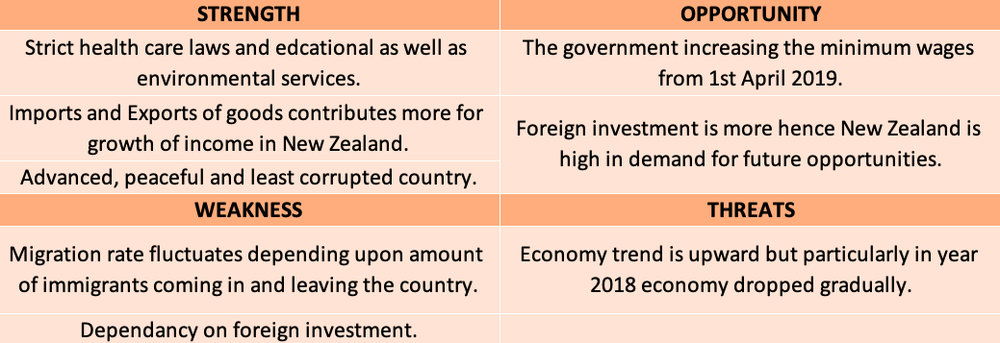 STRENGTH
OPPORTUNITY
Strict health care laws and edcational as well as
environmental services.
The government increasing the minimum wages
from 1st April 2019.
Imports and Exports of goods contributes more for
growth of income in New Zealand.
Foreign investment is more hence New Zealand is
high in demand for future opportunities.
Advanced, peaceful and least corrupted country.
WEAKNESS
THREATS
Migration rate fluctuates depending upon amount
of immigrants coming in and leaving the country.
Economy trend is upward but particularly in year
2018 economy dropped gradually.
Dependancy on foreign investment.